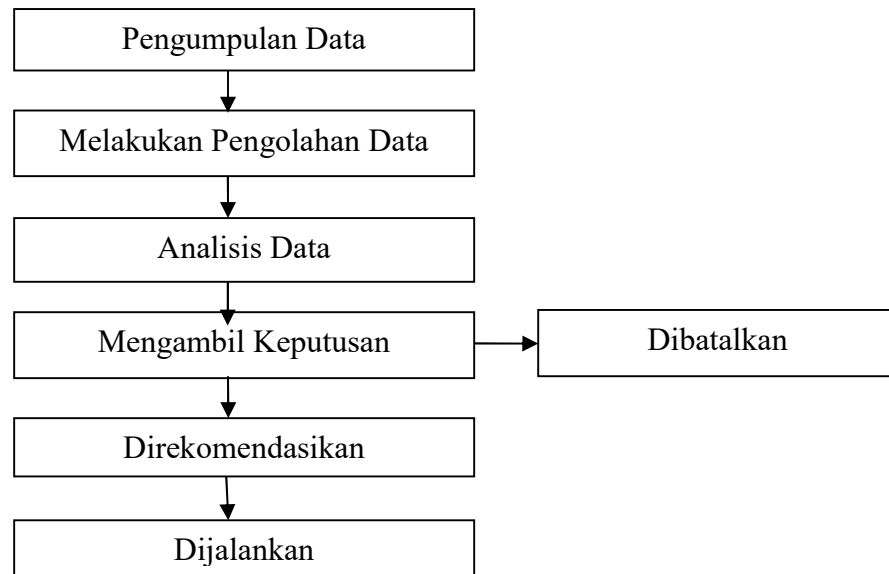 Pengumpulan Data
Melakukan Pengolahan Data
Analisis Data
Mengambil Keputusan
Dibatalkan
Direkomendasikan
Dijalankan